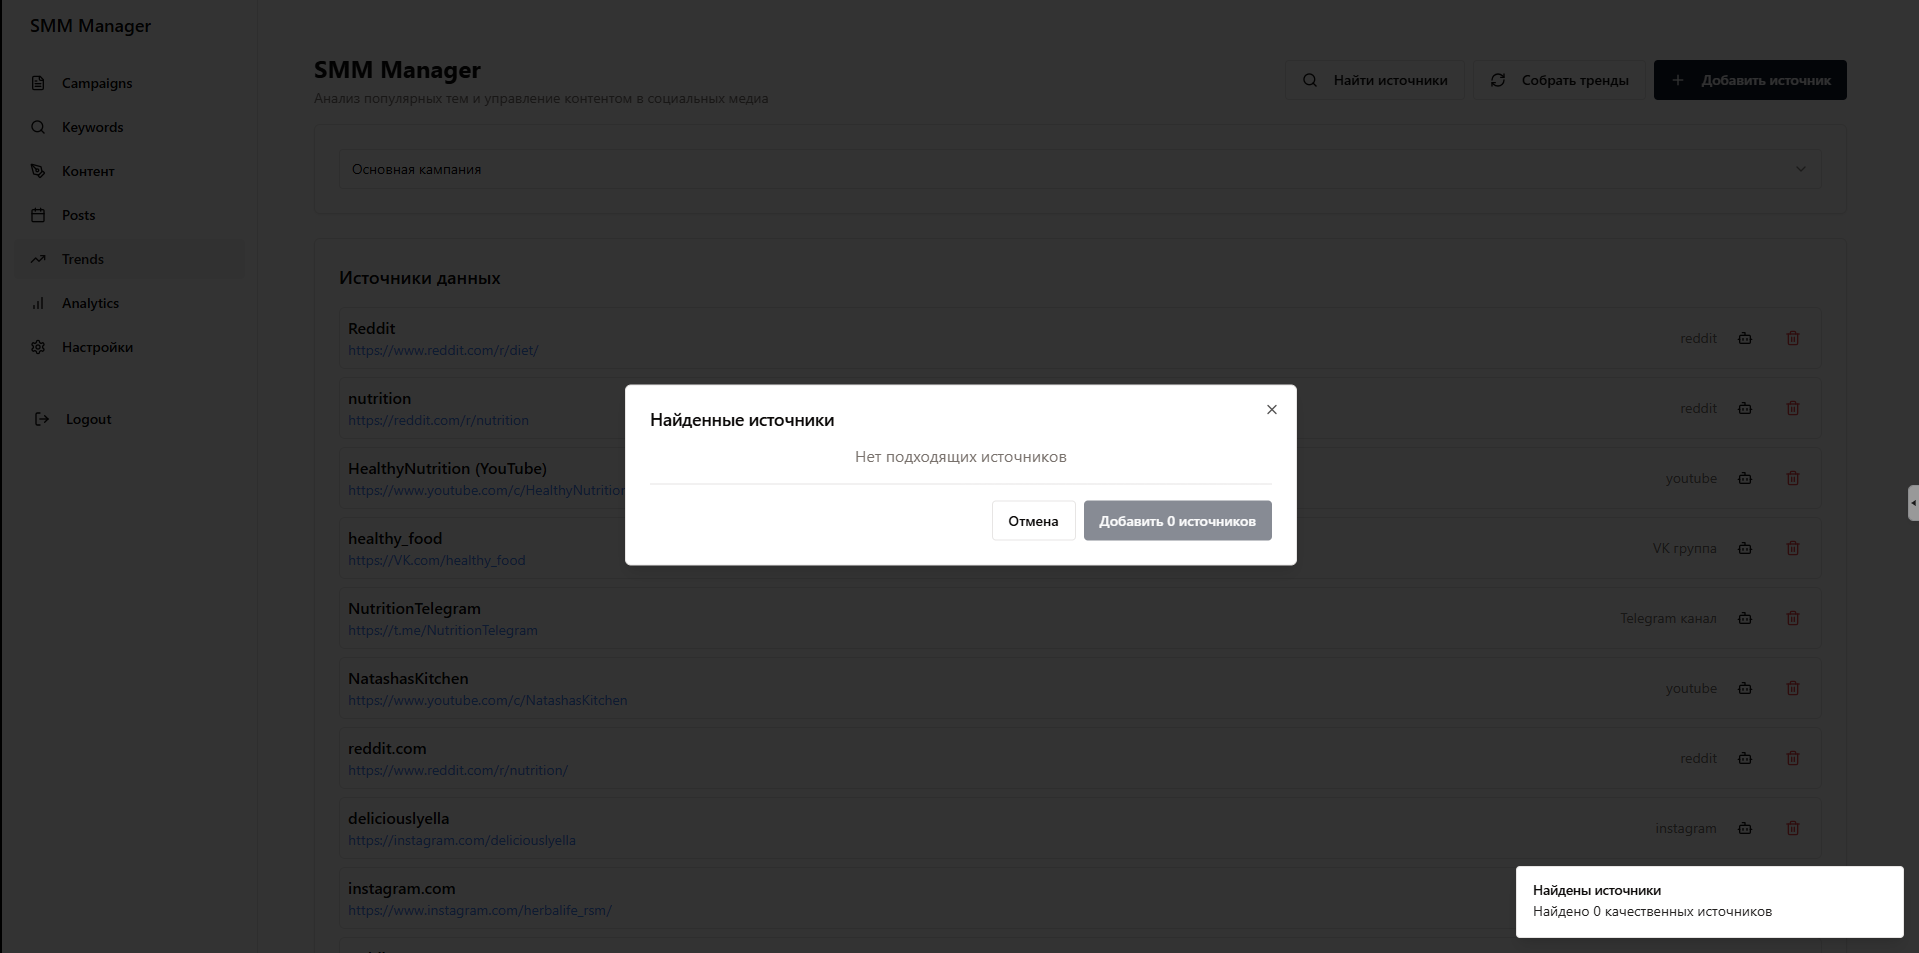 SMM Manager
Campaigns
Keywords
Контент
Posts
Trends
Analytics
Настройки
Logout
SMM Manager
Анализ популярных тем и управление контентом в социальных медиа
Найти источники
Собрать тренды
Добавить источник
Основная кампания
Источники данных
Reddit
https://www.reddit.com/r/diet/
reddit
nutrition
https://reddit.com/r/nutrition
reddit
HealthyNutrition (YouTube)
https://www.youtube.com/c/HealthyNutrition
youtube
healthy_food
https://VK.com/healthy_food
VK группа
NutritionTelegram
https://t.me/NutritionTelegram
Telegram канал
NatashasKitchen
https://www.youtube.com/c/NatashasKitchen
youtube
reddit.com
https://www.reddit.com/r/nutrition/
reddit
deliciouslyella
https://instagram.com/deliciouslyella
instagram
instagram.com
https://www.instagram.com/herbalife_rsm/
Найденные источники
Нет подходящих источников
Отмена
Добавить 0 источников
Найдены источники
Найдено 0 качественных источников